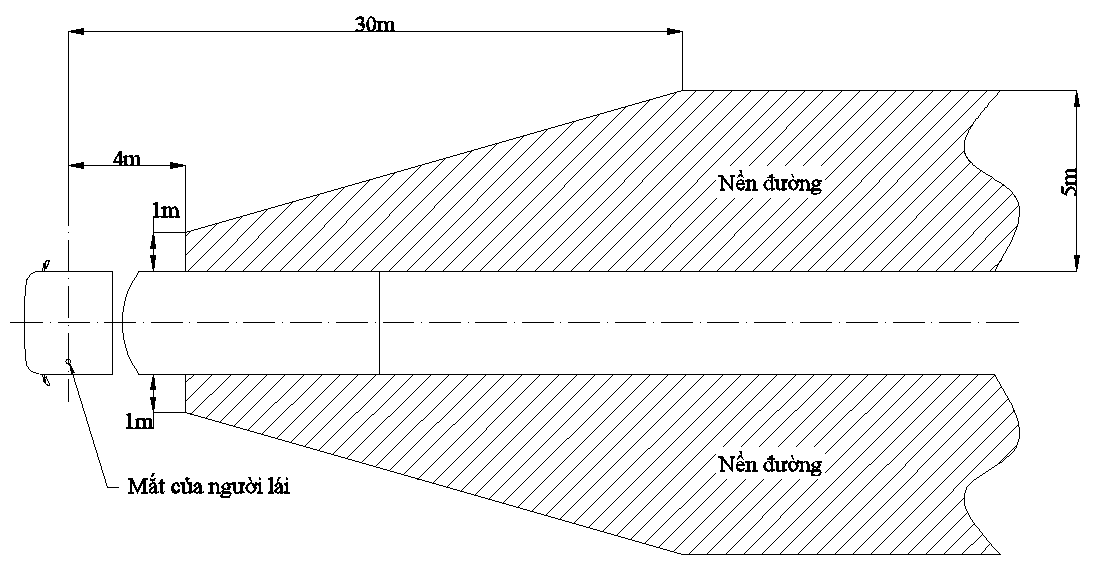 30m
4m
1m
Nền đường
5m
1m
Nền đường
Mắt của người lái